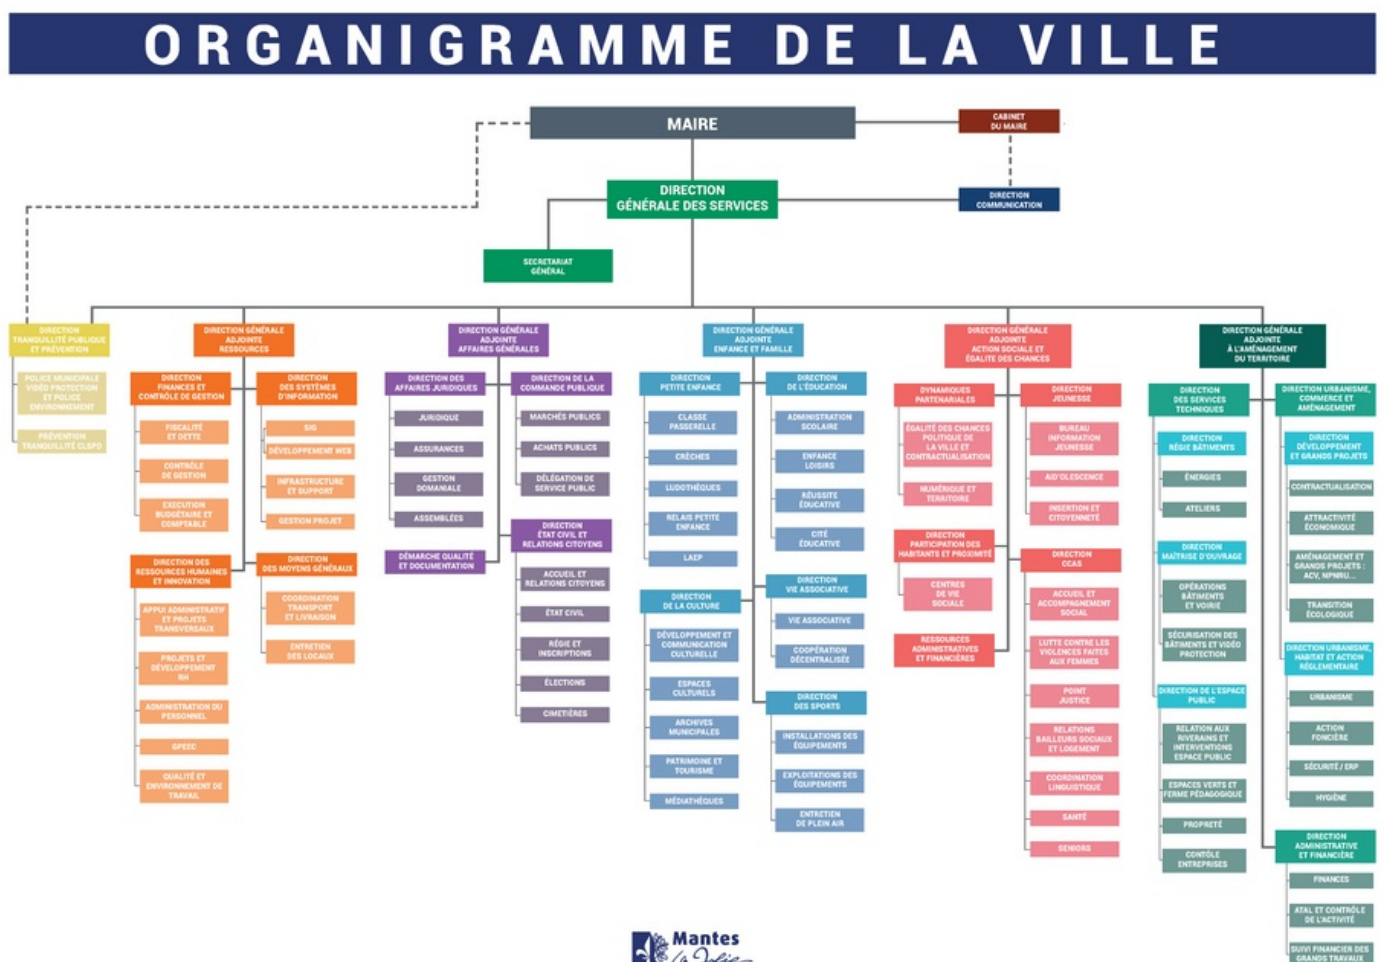 ORGANIGRAMME DE LA VILLE
MAIRE
CABINET
DU MAIRE
DIRECTION
GÉNÉRALE DES SERVICES
DIRECTION
COMMUNICATION
SECRETARIAT
GÉNÉRAL
DIRECTION
TRANQUILLITÉ PUBLIQUE
ET PRÉVENTION
POLICE MUNICIPALE
VIDÉO PROTECTION
ET POLICE
ENVIRONNEMENT
PRÉVENTION
TRANQUILLITÉ CLSPD
DIRECTION GÉNÉRALE
ADJOINTE
RESSOURCES
DIRECTION
FINANCES ET
CONTRÔLE DE GESTION
FISCALITÉ
ET DETTE
CONTRÔLE
DE GESTION
EXECUTION
BUDGÉTAIRE ET
COMPTABLE
DIRECTION DES
RESSOURCES HUMAINES
ET INNOVATION
APPUI ADMINISTRATIF
ET PROJETS
TRANSVERSAUX
PROJETS ET
DÉVELOPPEMENT
RH
ADMINISTRATION DU
PERSONNEL
GPEEC
QUALITÉ ET
ENVIRONNEMENT DE
TRAVAIL
DIRECTION
DES SYSTÈMES
D'INFORMATION
SIG
DÉVELOPPEMENT WEB
INFRASTRUCTURE
ET SUPPORT
GESTION PROJET
DIRECTION
DES MOYENS GÉNÉRAUX
COORDINATION
TRANSPORT
ET LIVRAISON
ENTRETIEN
DES LOCAUX
DIRECTION GÉNÉRALE
ADJOINTE
AFFAIRES GÉNÉRALES
DIRECTION DES
AFFAIRES JURIDIQUES
JURIDIQUE
ASSURANCES
GESTION
DOMANIALE
ASSEMBLÉES
DÉMARCHE QUALITÉ
ET DOCUMENTATION
DIRECTION DE LA
COMMANDE PUBLIQUE
MARCHÉS PUBLICS
ACHATS PUBLICS
DÉLÉGATION DE
SERVICE PUBLIC
DIRECTION
ÉTAT CIVIL ET
RELATIONS CITOYENS
ACCUEIL ET
RELATIONS CITOYENS
ÉTAT CIVIL
RÉGIE ET
INSCRIPTIONS
ÉLECTIONS
CIMETIÈRES
DIRECTION GÉNÉRALE
ADJOINTE
ENFANCE ET FAMILLE
DIRECTION
PETITE ENFANCE
CLASSE
PASSERELLE
CRÈCHES
LUDOTHÈQUES
RELAIS PETITE
ENFANCE
LAEP
DIRECTION
DE LA CULTURE
DÉVELOPPEMENT ET
COMMUNICATION
CULTURELLE
ESPACES
CULTURELS
ARCHIVES
MUNICIPALES
PATRIMOINE ET
TOURISME
MÉDIATHÈQUES
DIRECTION
DE L'ÉDUCATION
ADMINISTRATION
SCOLAIRE
ENFANCE
LOISIRS
RÉUSSITE
ÉDUCATIVE
CITÉ
ÉDUCATIVE
DIRECTION
VIE ASSOCIATIVE
VIE ASSOCIATIVE
COOPÉRATION
DÉCENTRALISÉE
DIRECTION
DES SPORTS
INSTALLATIONS DES
ÉQUIPEMENTS
EXPLOITATIONS DES
ÉQUIPEMENTS
ENTRETIEN
DE PLEIN AIR
DIRECTION GÉNÉRALE
ADJOINTE
ACTION SOCIALE ET
ÉGALITE DES CHANCES
DYNAMIQUES
PARTENARIALES
ÉGALITÉ DES CHANCES
POLITIQUE DE
LA VILLE ET
CONTRACTUALISATION
NUMÉRIQUE ET
TERRITOIRE
DIRECTION
PARTICIPATION DES
HABITANTS ET PROXIMITÉ
CENTRES
DE VIE
SOCIALE
RESSOURCES
ADMINISTRATIVES
ET FINANCIÈRES
DIRECTION
JEUNESSE
BUREAU
INFORMATION
JEUNESSE
AID'OLESCENCE
INSERTION ET
CITOYENNETÉ
DIRECTION
CCAS
ACCUEIL ET
ACCOMPAGNEMENT
SOCIAL
LUTTE CONTRE LES
VIOLENCES FAITES
AUX FEMMES
POINT
JUSTICE
RELATIONS
BAILLEURS SOCIAUX
ET LOGEMENT
COORDINATION
LINGUISTIQUE
SANTÉ
SENIORS
DIRECTION GÉNÉRALE
ADJOINTE
À L'AMÉNAGEMENT
DU TERRITOIRE
DIRECTION
DES SERVICES
TECHNIQUES
DIRECTION
RÉGIE BÂTIMENTS
ÉNERGIES
ATELIERS
DIRECTION
MAÎTRISE D'OUVRAGE
OPÉRATIONS
BÂTIMENTS
ET VOIRIE
SÉCURISATION DES
BÂTIMENTS ET VIDÉO
PROTECTION
DIRECTION DE L'ESPACE
PUBLIC
RELATION AUX
RIVERAINS ET
INTERVENTIONS
ESPACE PUBLIC
ESPACES VERTS ET
FERME PÉDAGOGIQUE
PROPRETÉ
CONTÔLE
ENTREPRISES
DIRECTION URBANISME,
COMMERCE ET
AMÉNAGEMENT
DIRECTION
DÉVELOPPEMENT
ET GRANDS PROJETS
CONTRACTUALISATION
ATTRACTIVITÉ
ÉCONOMIQUE
AMÉNAGEMENT ET
GRANDS PROJETS :
ACV, NPNRU...
TRANSITION
ÉCOLOGIQUE
DIRECTION URBANISME,
HABITAT ET ACTION
RÉGLEMENTAIRE
URBANISME
ACTION
FONCIÈRE
SÉCURITÉ / ERP
HYGIÈNE
DIRECTION
ADMINISTRATIVE
ET FINANCIÈRE
FINANCES
ATAL ET CONTRÔLE
DE L'ACTIVITÉ
SUIVI FINANCIER DES
GRANDS TRAVAUX
Mantes
la Jolie